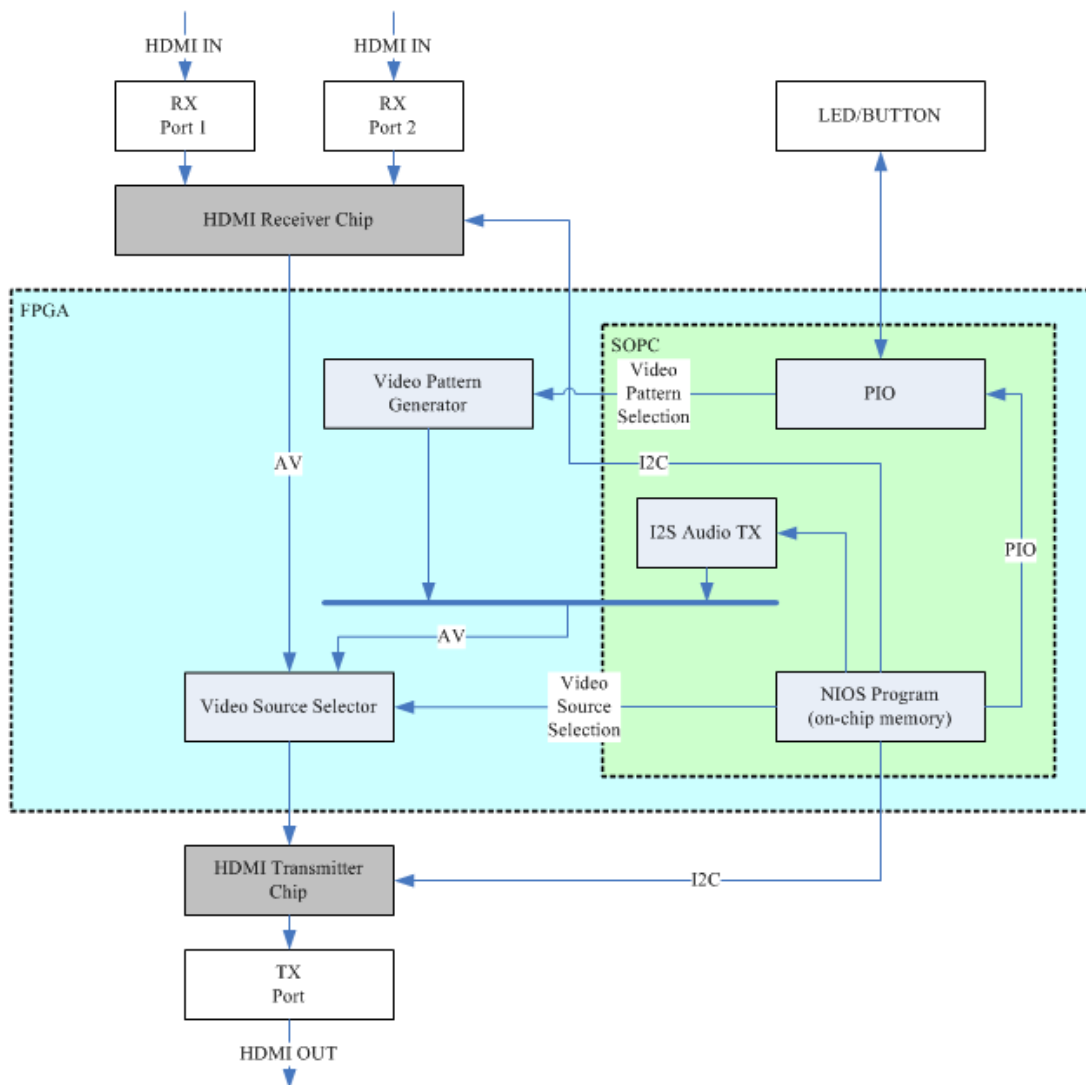 HDMI IN
HDMI IN
RX
Port 1
RX
Port 2
LED/BUTTON
HDMI Receiver Chip
FPGA
SOPC
Video Pattern
Generator
Video
Pattern
Selection
PIO
AV
I2C
I2S Audio TX
PIO
AV
Video Source Selector
Video
Source
Selection
NIOS Program
(on-chip memory)
HDMI Transmitter
Chip
I2C
TX
Port
HDMI OUT